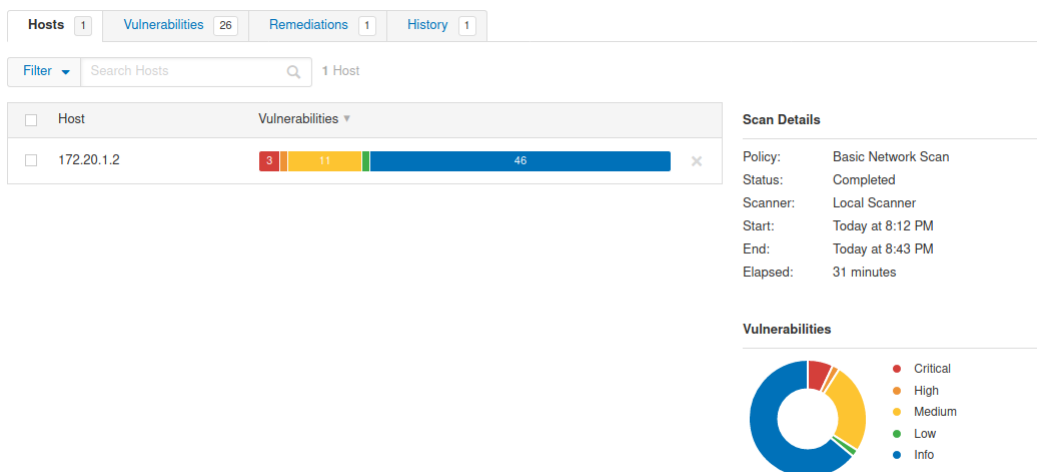 Hosts 1 Vulnerabilities 26 Remediations 1 History 1
Filter Search Hosts 1 Host
Host Vulnerabilities
172.20.1.2 3 11 46
Scan Details
Policy: Basic Network Scan
Status: Completed
Scanner: Local Scanner
Start: Today at 8:12 PM
End: Today at 8:43 PM
Elapsed: 31 minutes
Vulnerabilities
Critical
High
Medium
Low
Info